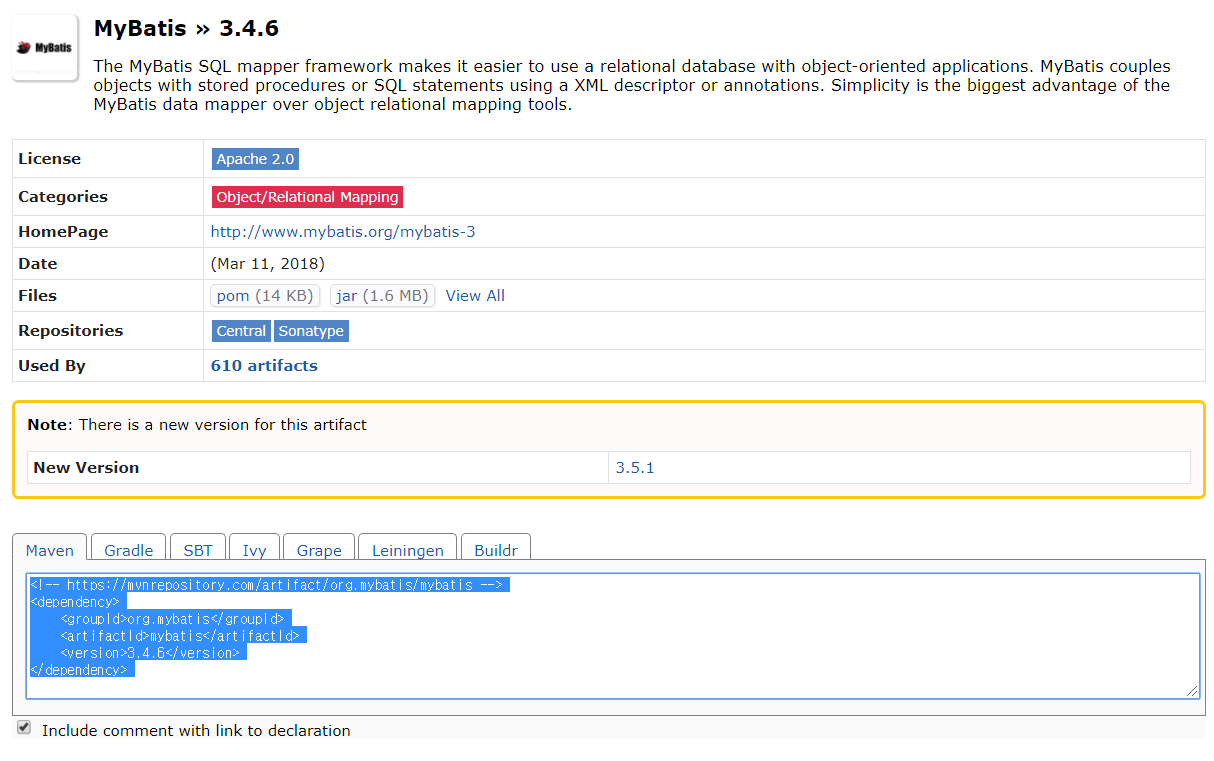 MyBatis
MyBatis » 3.4.6
The MyBatis SQL mapper framework makes it easier to use a relational database with object-oriented applications. MyBatis couples
objects with stored procedures or SQL statements using a XML descriptor or annotations. Simplicity is the biggest advantage of the
MyBatis data mapper over object relational mapping tools.
License Apache 2.0
Categories Object/Relational Mapping
HomePage http://www.mybatis.org/mybatis-3
Date (Mar 11, 2018)
Files pom (14 KB) jar (1.6 MB) View All
Repositories Central Sonatype
Used By 610 artifacts
Note: There is a new version for this artifact
New Version 3.5.1
Maven Gradle SBT Ivy Grape Leiningen Buildr
<!-- https://mvnrepository.com/artifact/org.mybatis/mybatis -->
<dependency>
    <groupId>org.mybatis</groupId>
    <artifactId>mybatis</artifactId>
    <version>3.4.6</version>
</dependency>
Include comment with link to declaration